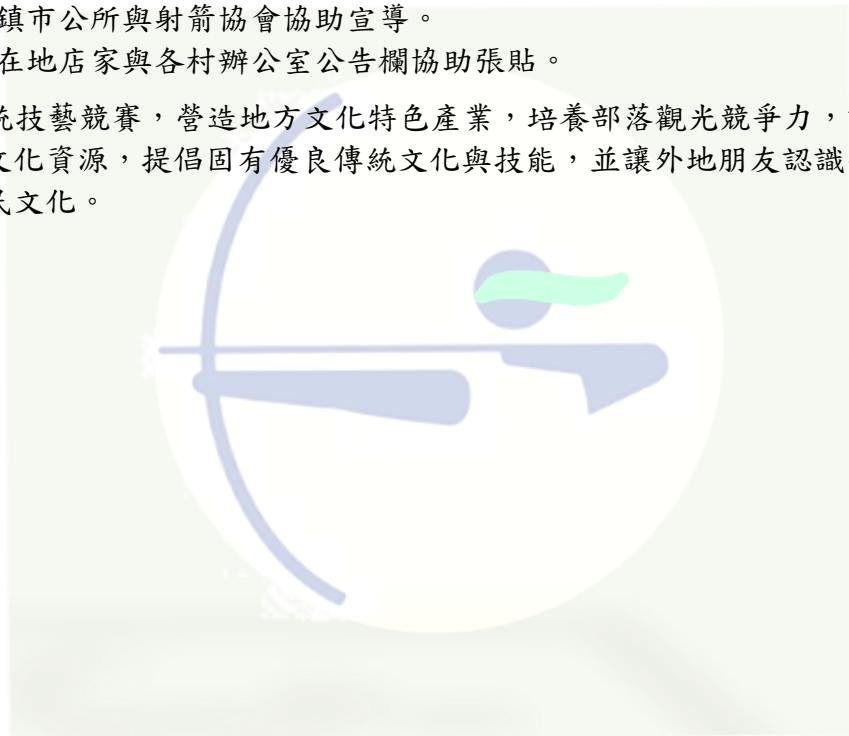 鎮市公所與射箭協會協助宣導。
在地店家與各村辦公室公告欄協助張貼。
統技藝競賽，營造地方文化特色產業，培養部落觀光競爭力，
文化資源，提倡固有優良傳統文化與技能，並讓外地朋友認識
民文化。